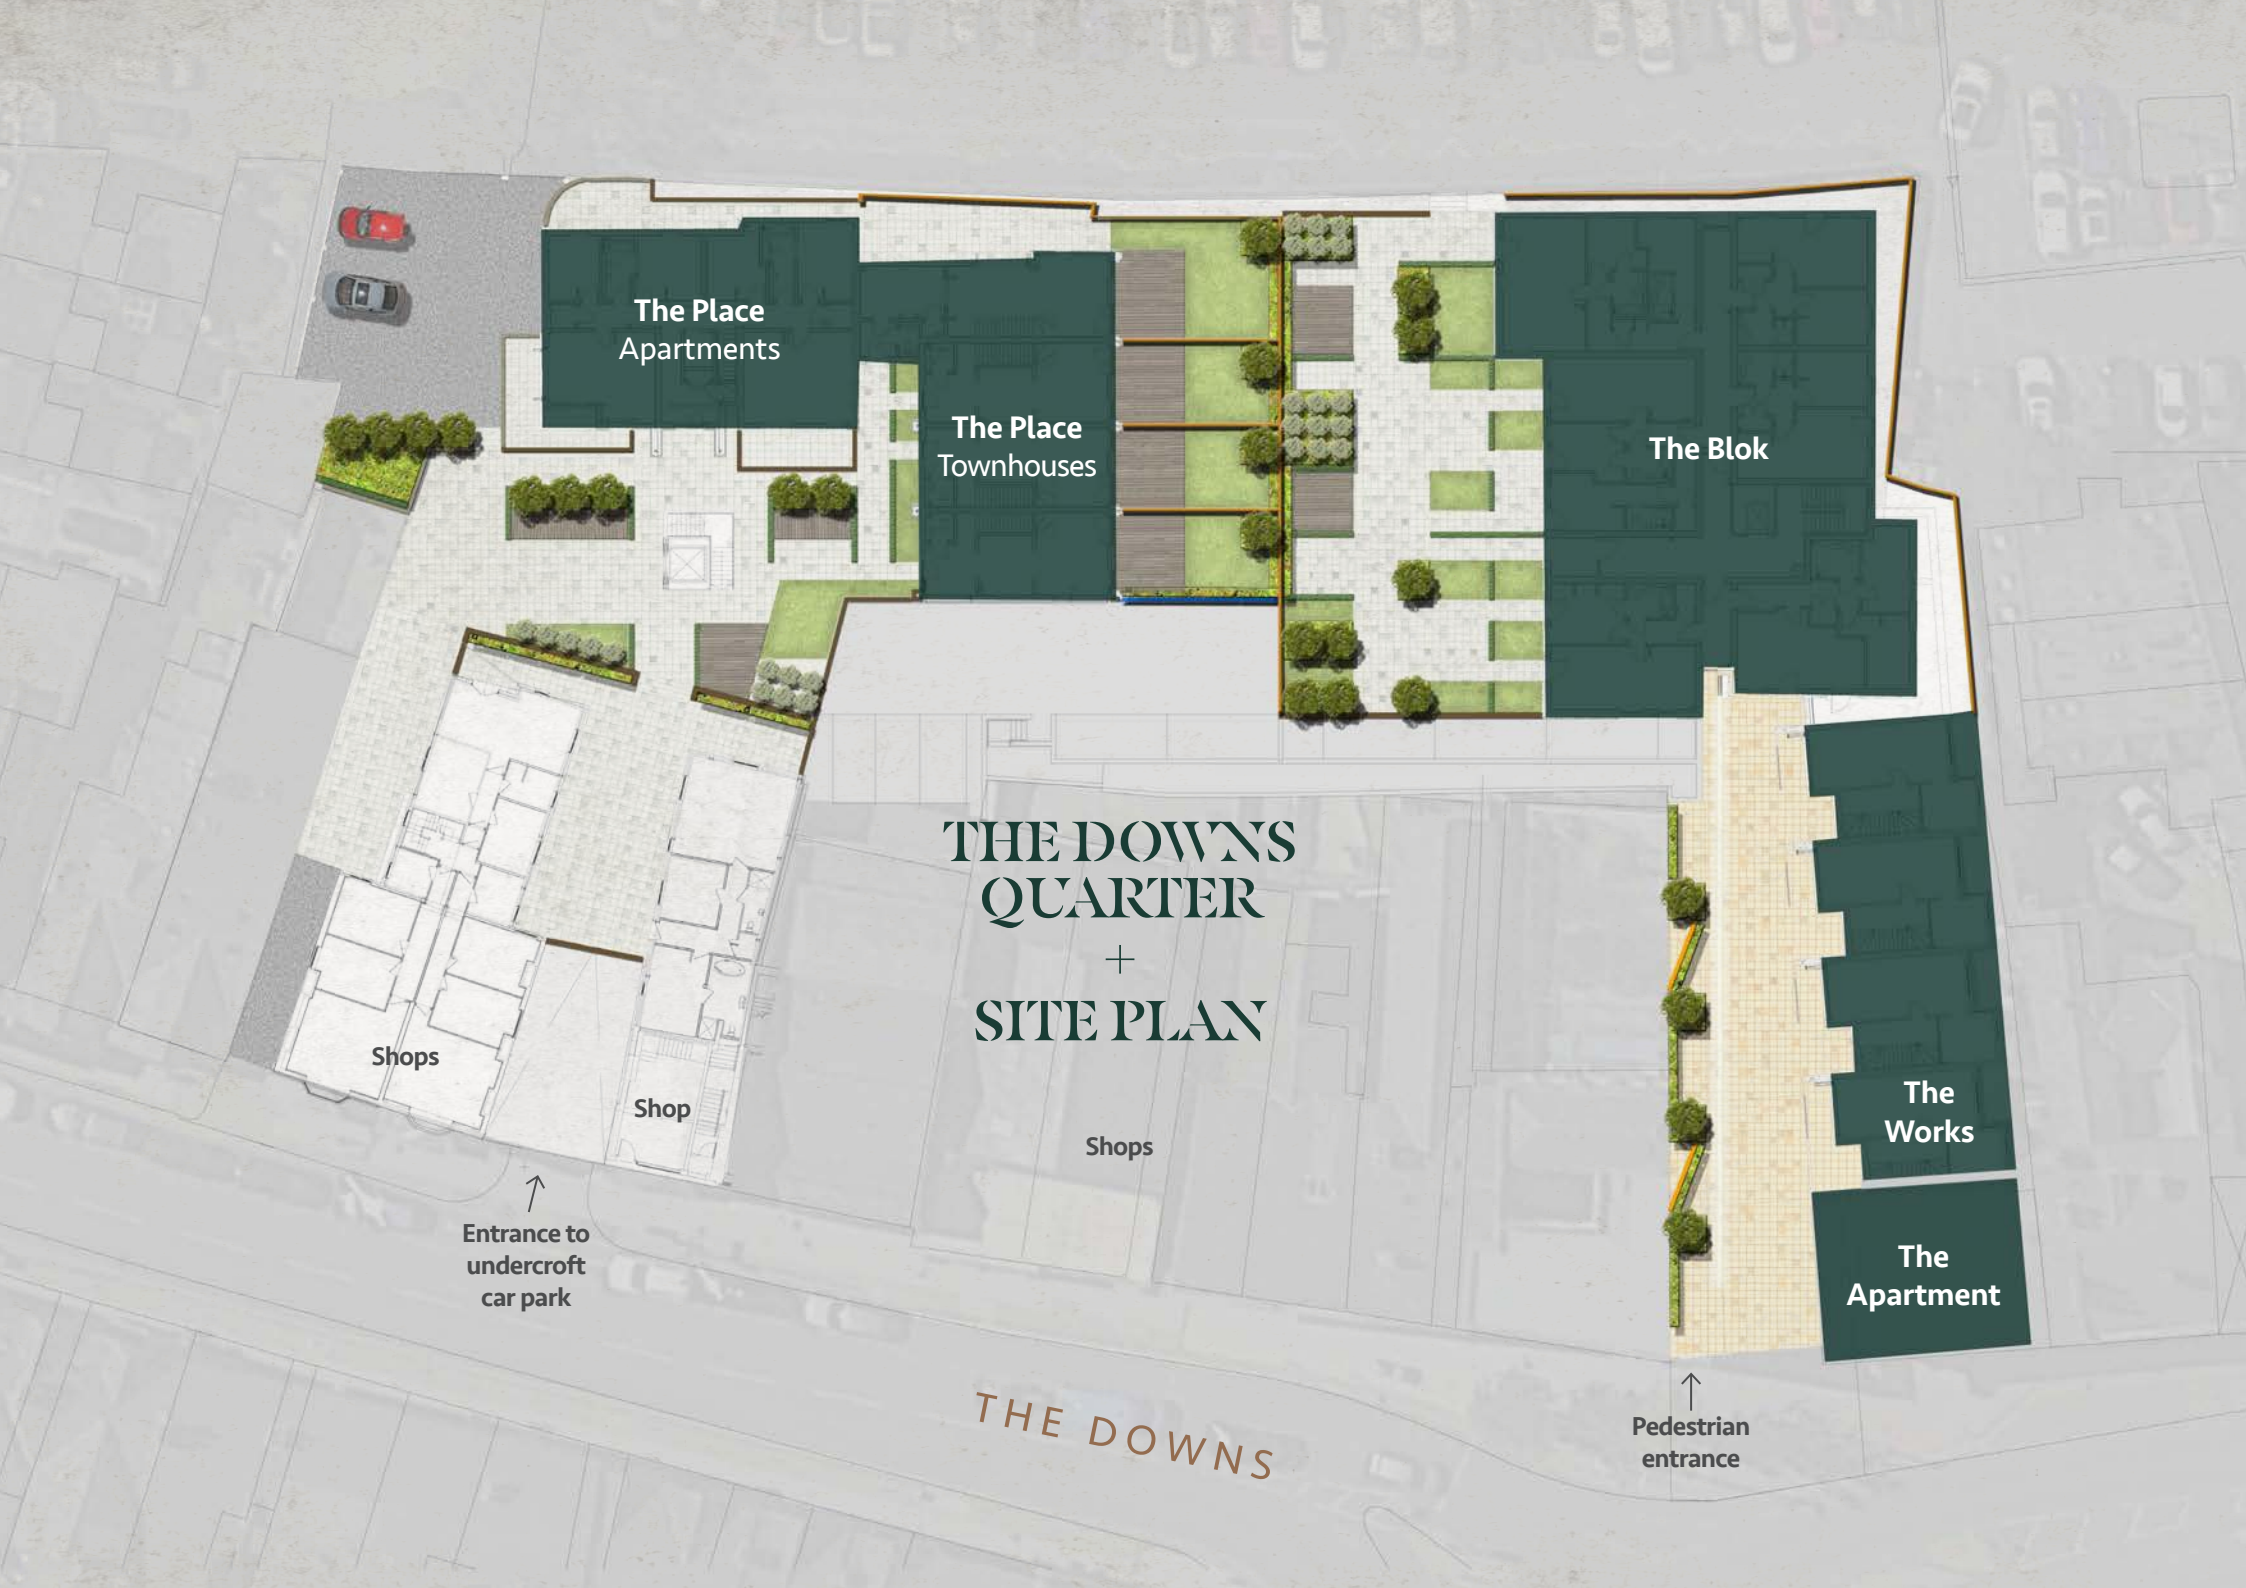 The Place
Apartments
The Place
Townhouses
The Blok
THE DOWNS
QUARTER
+
SITE PLAN
Shops
Shop
Shops
The
Works
Entrance to
undercroft
car park
The
Apartment
THE DOWNS
Pedestrian
entrance